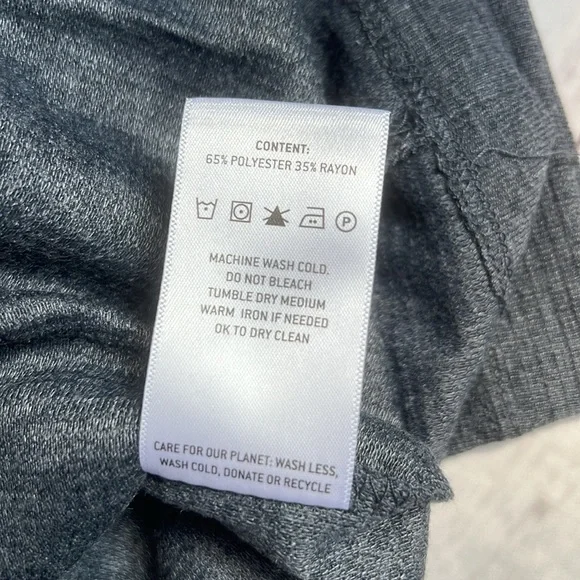 CONTENT:
65% POLYESTER 35% RAYON
P
MACHINE WASH COLD.
DO NOT BLEACH
TUMBLE DRY MEDIUM
WARM IRON IF NEEDED
OK TO DRY CLEAN
CARE FOR OUR PLANET: WASH LESS,
WASH COLD, DONATE OR RECYCLE